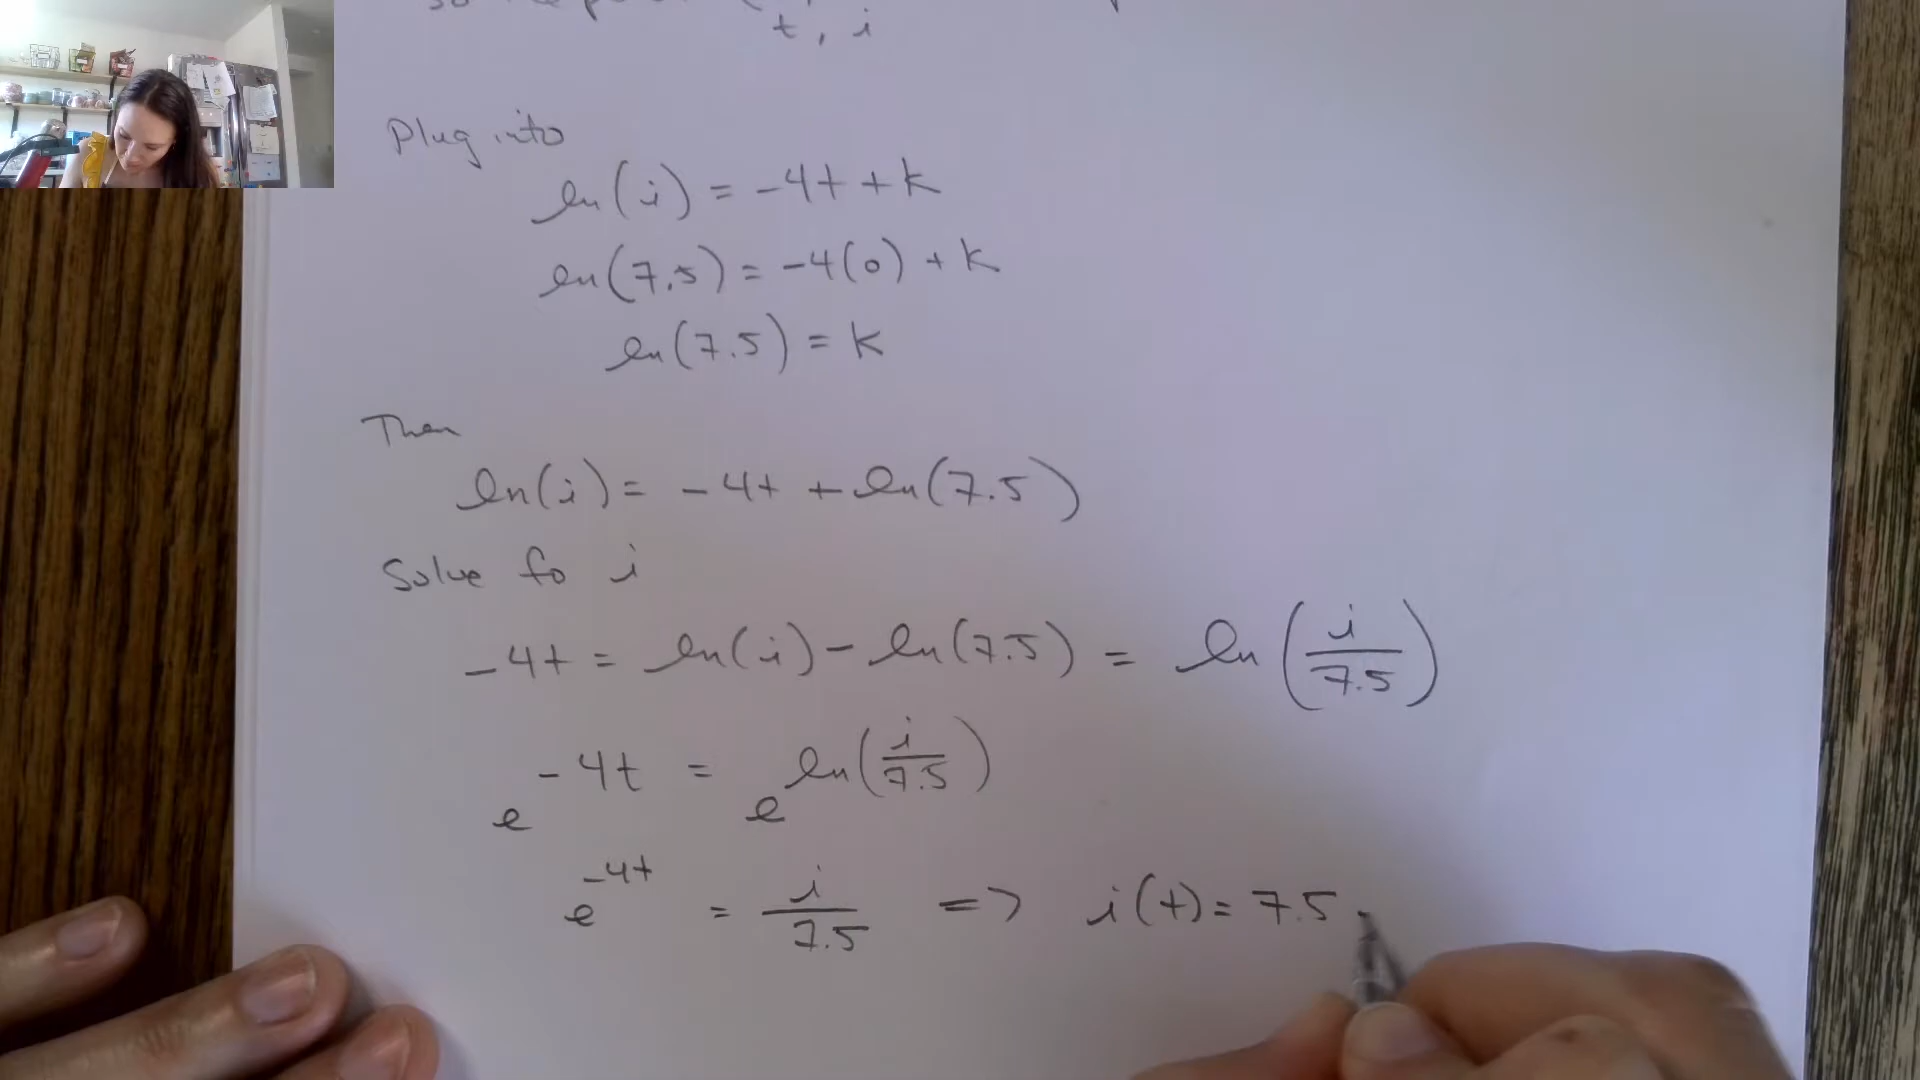 t, i
Plug into
ln(i) = -4t + k
ln(7.5) = -4(0) + k
ln(7.5) = k
Then
ln(i) = -4t + ln(7.5)
Solve fo i
-4t = ln(i) - ln(7.5) = ln(i/7.5)
e^-4t = e^ln(i/7.5)
e^-4t = i/7.5 => i(t) = 7.5